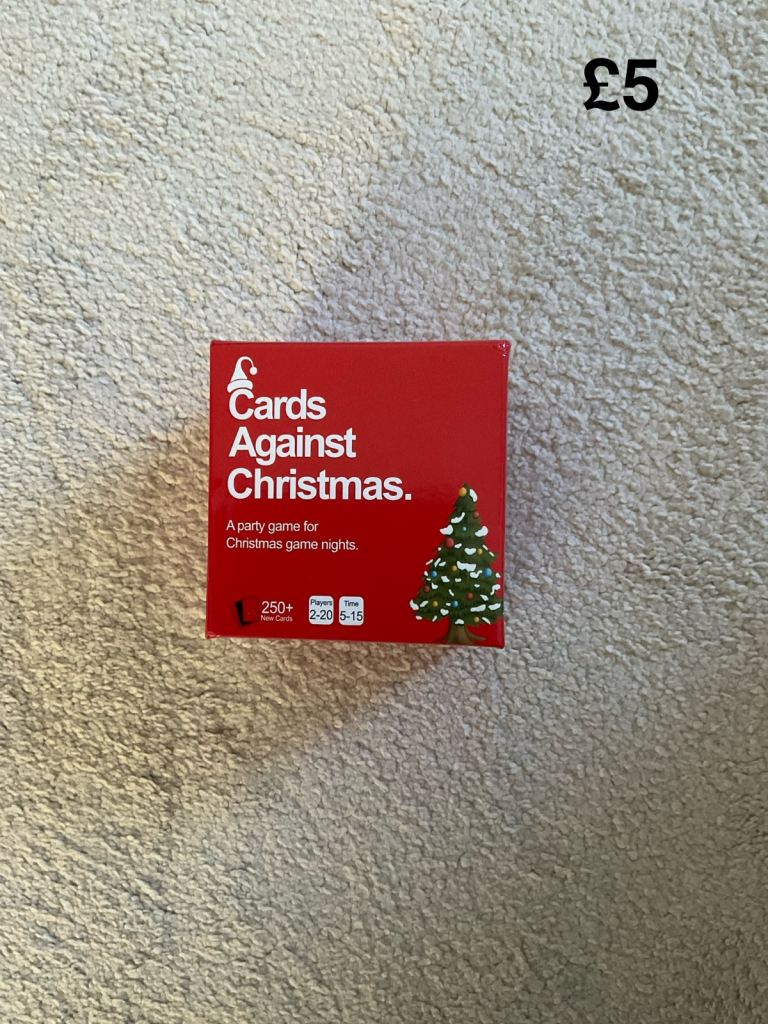 £5
Cards
Against
Christmas.
A party game for
Christmas game nights.
250+
New Cards
Players
2-20
Time
5-15